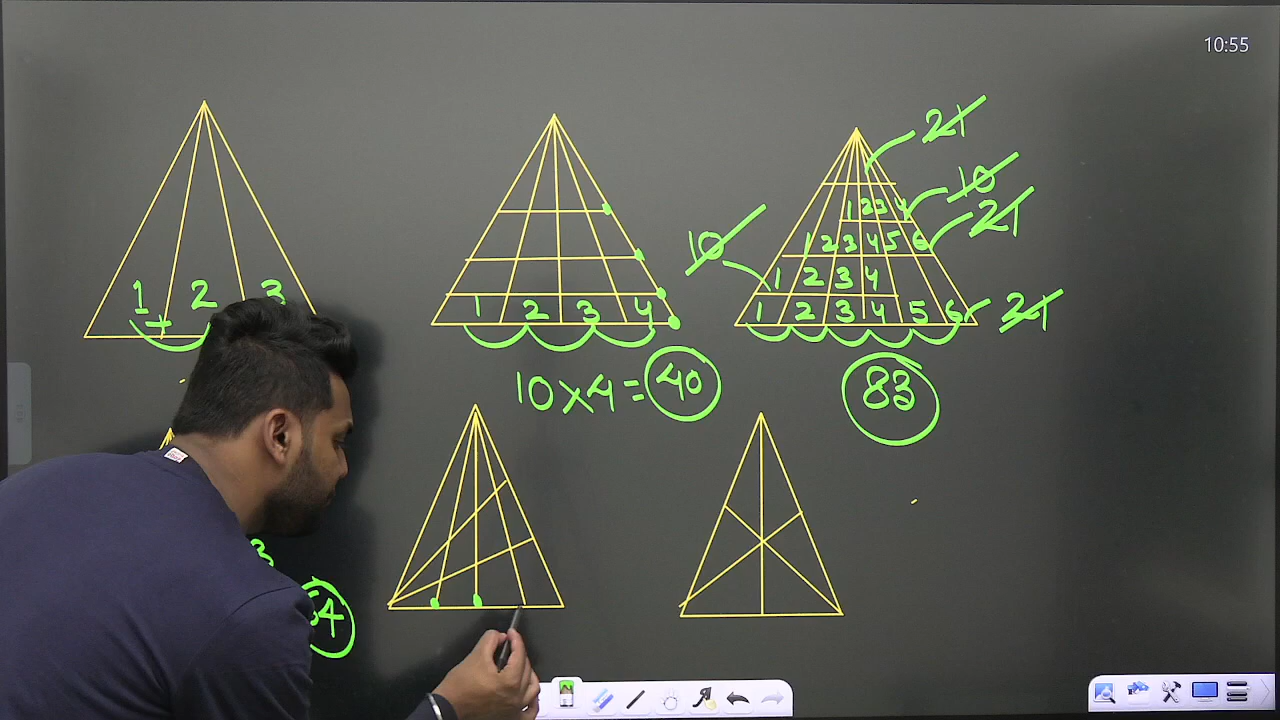 10:55
21
10
1 2 3 4
21
1 2 3 4 5 6
10
1 2 3 4
1 + 2 3
1 2 3 4
1 2 3 4 5 6
21
10×4=40
83
3
54